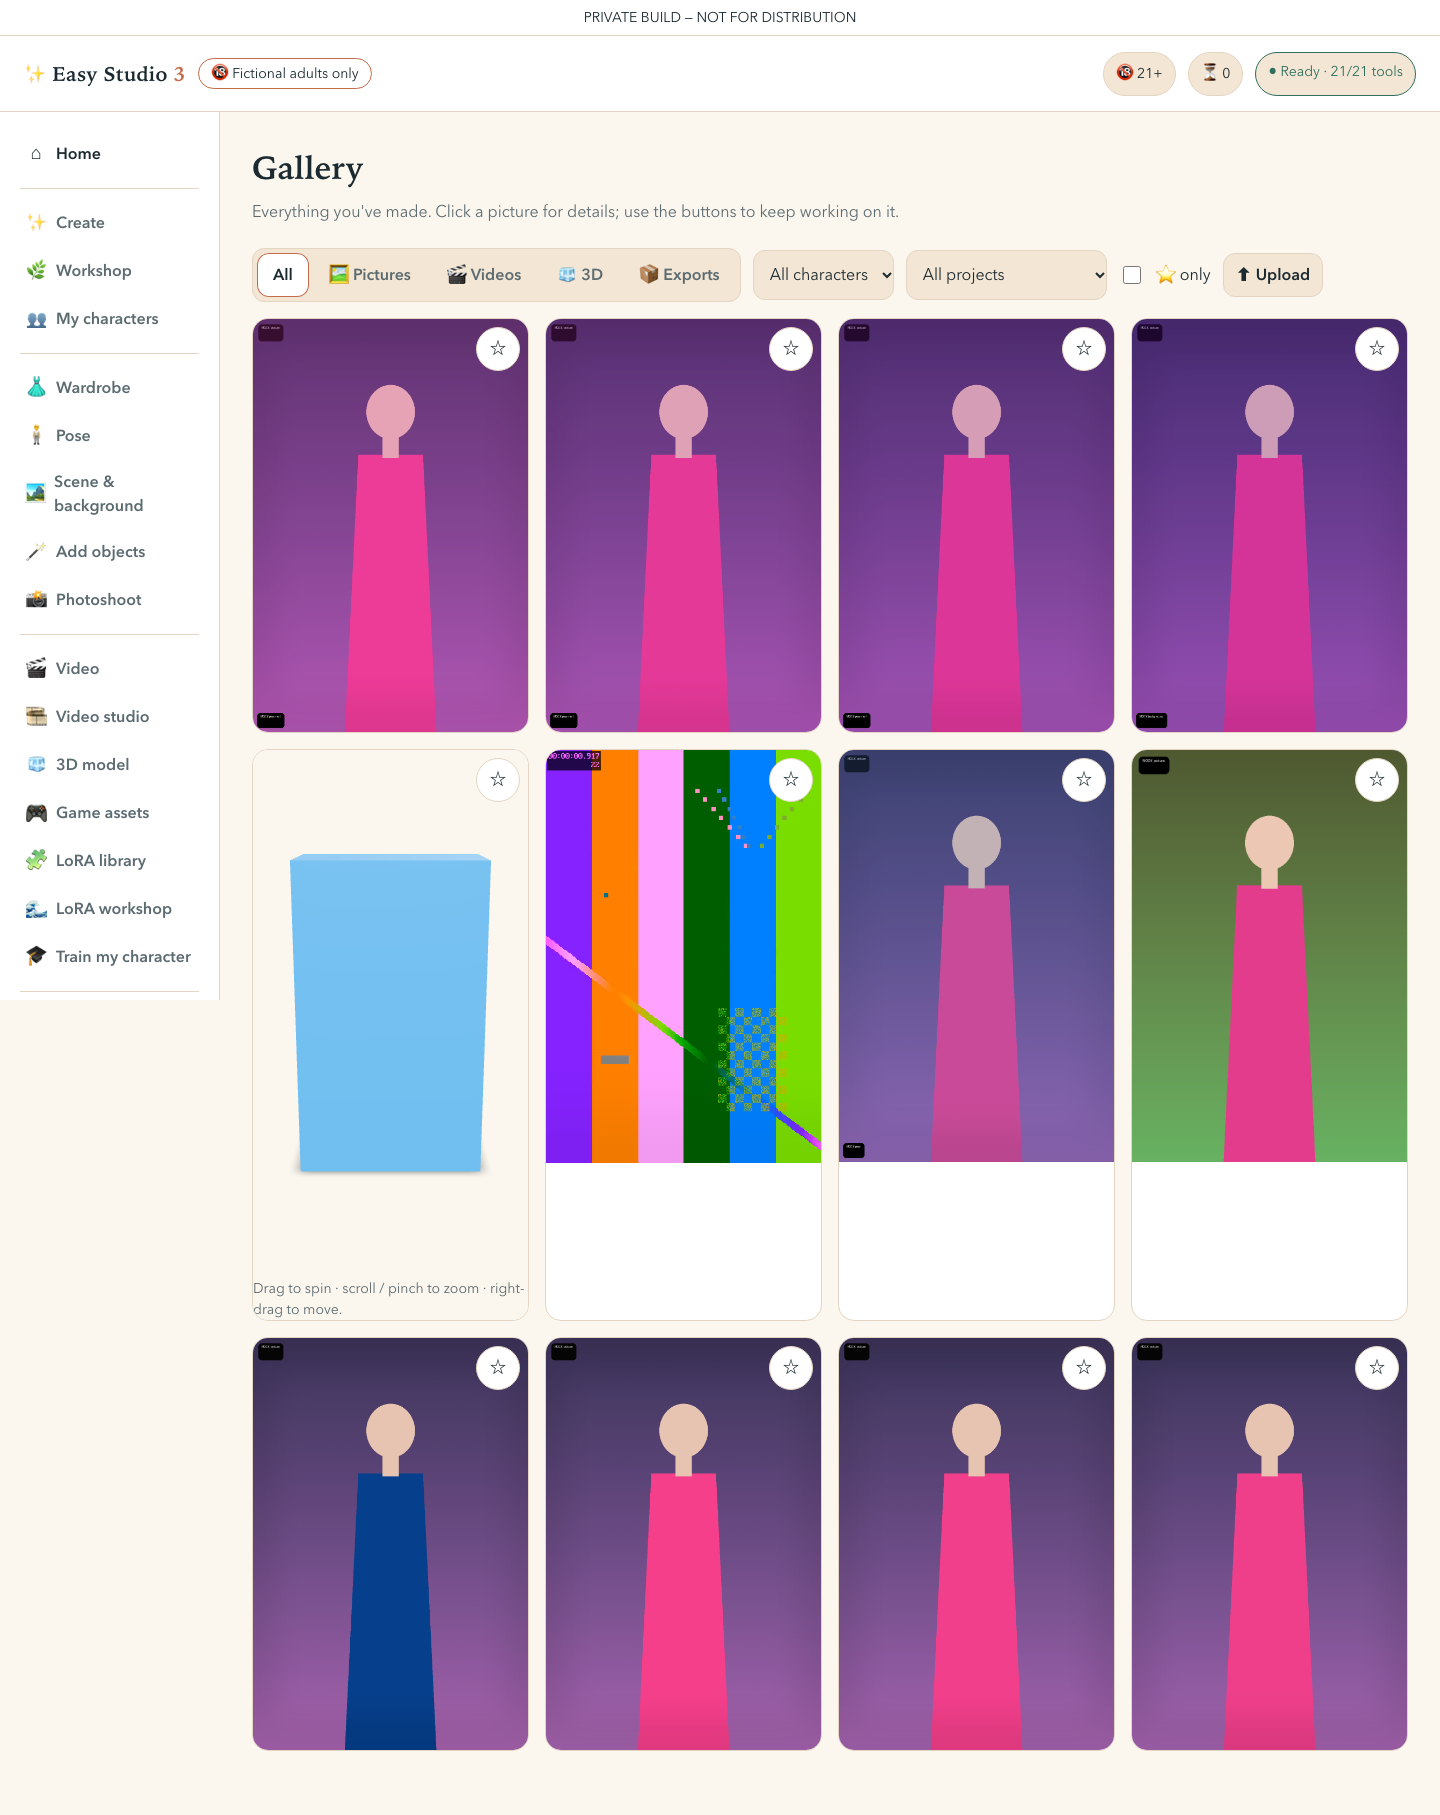 PRIVATE BUILD — NOT FOR DISTRIBUTION
Easy Studio 3
Fictional adults only
21+
0
Ready · 21/21 tools
Home
Create
Workshop
My characters
Wardrobe
Pose
Scene &
background
Add objects
Photoshoot
Video
Video studio
3D model
Game assets
LoRA library
LoRA workshop
Train my character
Gallery
Everything you've made. Click a picture for details; use the buttons to keep working on it.
All
Pictures
Videos
3D
Exports
All characters
All projects
only
Upload
00:00:00.917
22
Drag to spin · scroll / pinch to zoom · right-
drag to move.